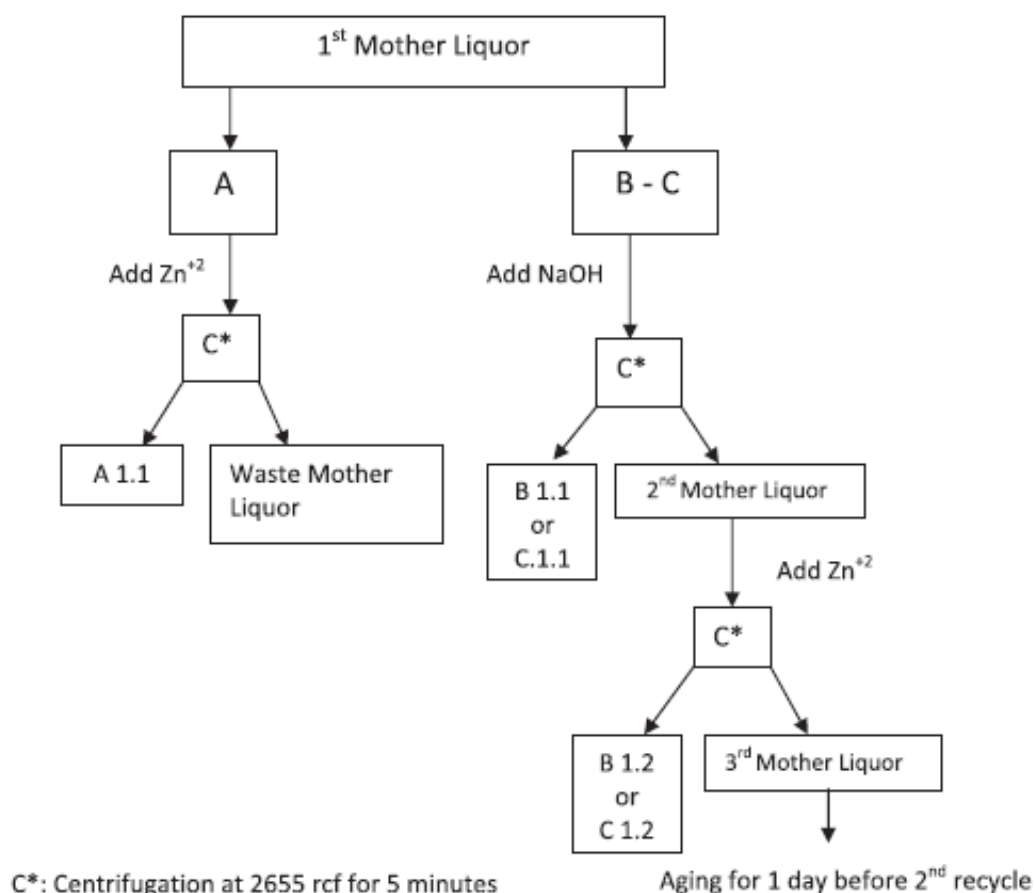 1st Mother Liquor
A
B - C
Add Zn+2
Add NaOH
C*
C*
A 1.1
Waste Mother
Liquor
B 1.1
or
C.1.1
2nd Mother Liquor
Add Zn+2
C*
B 1.2
or
C 1.2
3rd Mother Liquor
C*: Centrifugation at 2655 rcf for 5 minutes
Aging for 1 day before 2nd recycle